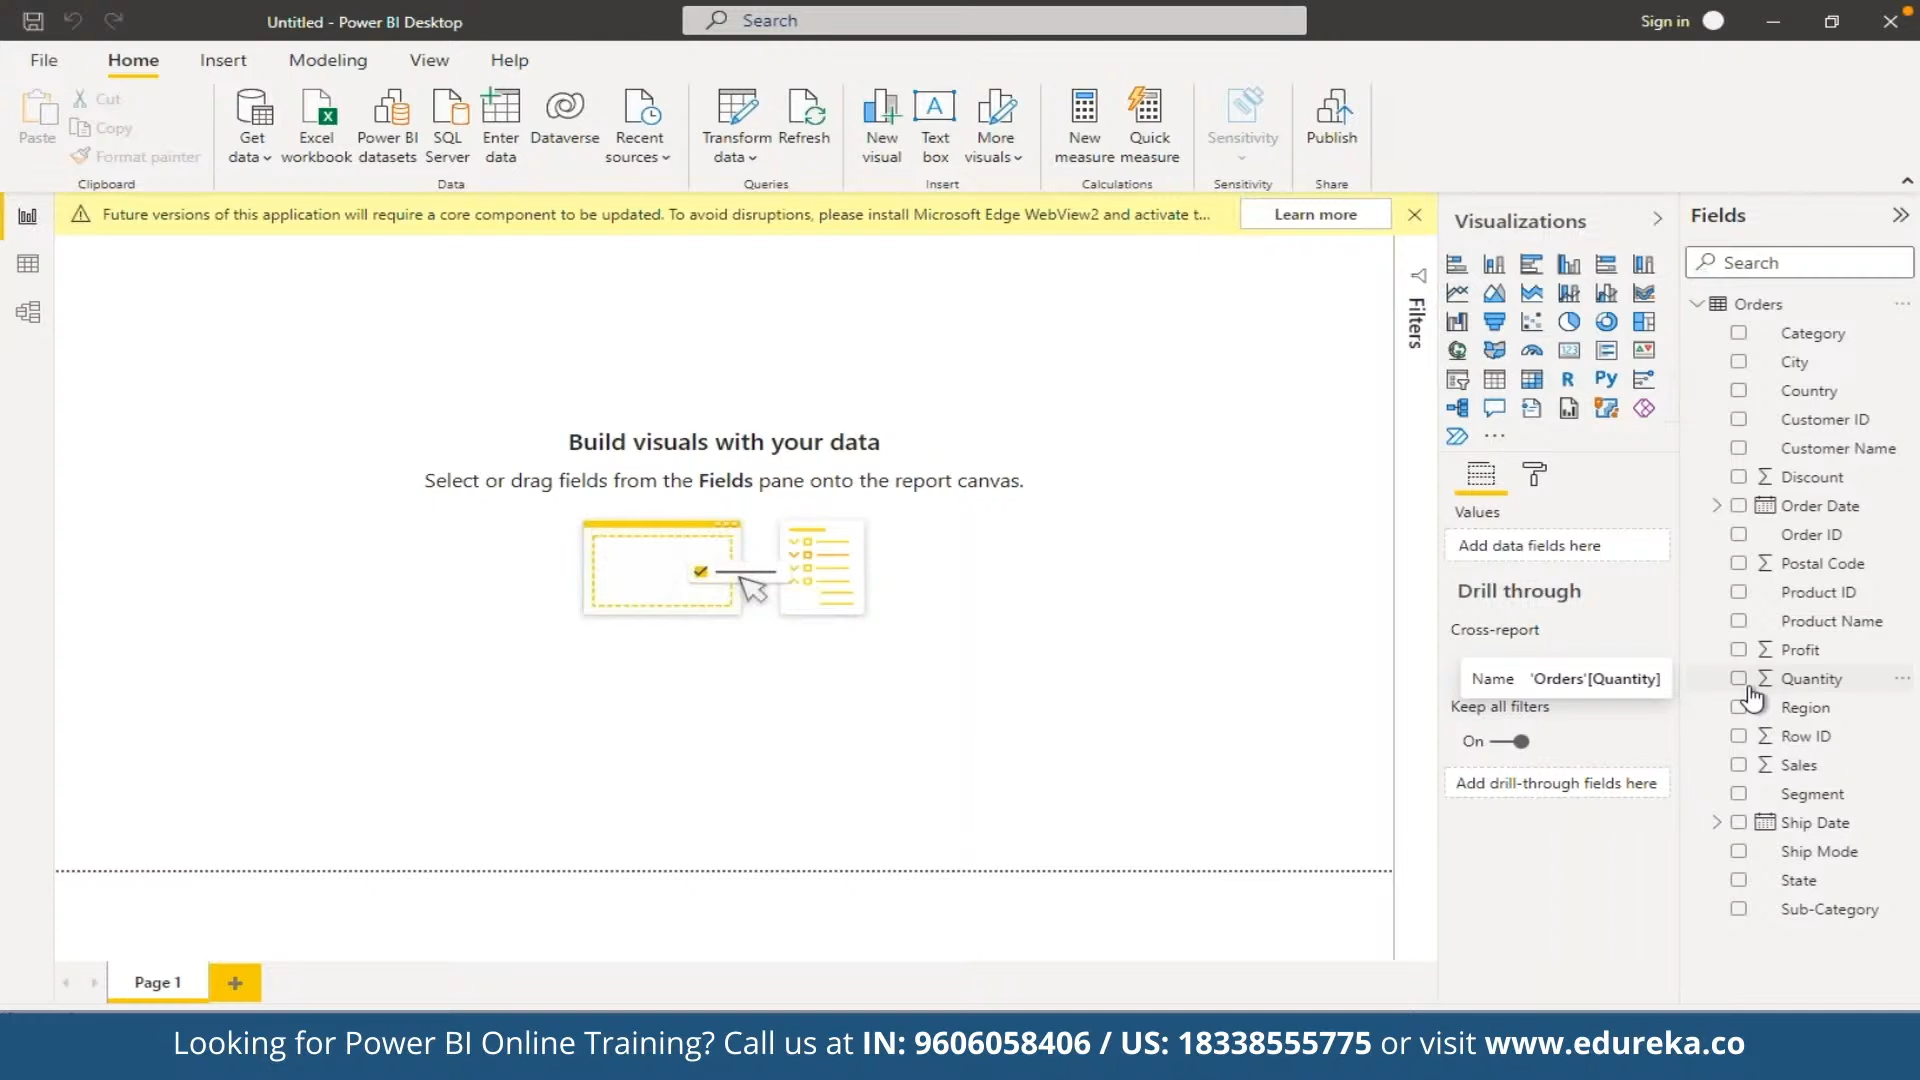 Untitled - Power BI Desktop
Search
Sign in
File
Home
Insert
Modeling
View
Help
Paste
Cut
Copy
Format painter
Clipboard
Get data
Excel workbook
Power BI datasets
SQL Server
Enter data
Dataverse
Recent sources
Data
Transform data
Refresh
Queries
New visual
Text box
More visuals
Insert
New measure
Quick measure
Calculations
Sensitivity
Sensitivity
Publish
Share
Future versions of this application will require a core component to be updated. To avoid disruptions, please install Microsoft Edge WebView2 and activate t...
Learn more
Build visuals with your data
Select or drag fields from the Fields pane onto the report canvas.
Filters
Visualizations
123
R
Py
Values
Add data fields here
Drill through
Cross-report
Name 'Orders'[Quantity]
Keep all filters
On
Add drill-through fields here
Fields
Search
Orders
Category
City
Country
Customer ID
Customer Name
Σ Discount
Order Date
Order ID
Σ Postal Code
Product ID
Product Name
Σ Profit
Σ Quantity
Region
Σ Row ID
Σ Sales
Segment
Ship Date
Ship Mode
State
Sub-Category
Page 1
Looking for Power BI Online Training? Call us at IN: 9606058406 / US: 18338555775 or visit www.edureka.co